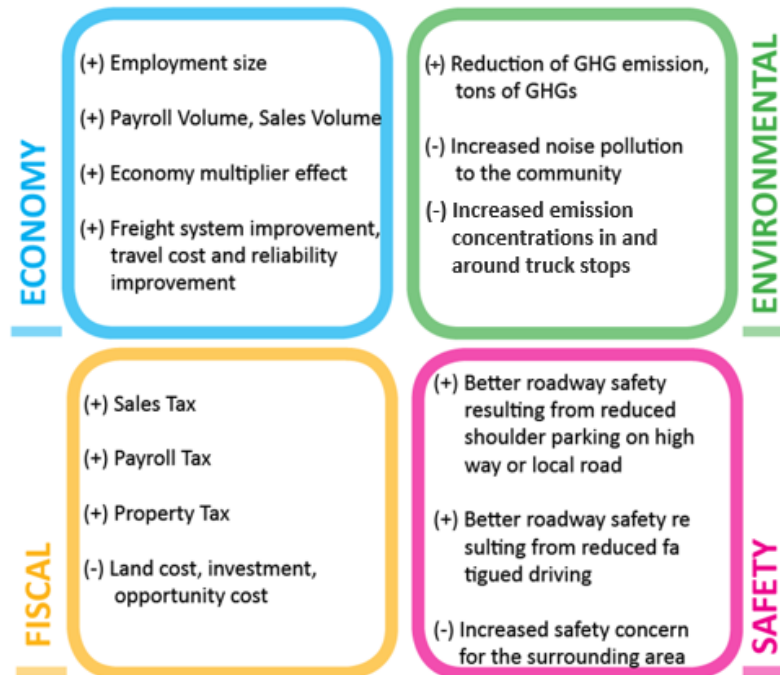 ECONOMY
(+) Employment size
(+) Payroll Volume, Sales Volume
(+) Economy multiplier effect
(+) Freight system improvement,
travel cost and reliability
improvement
ENVIRONMENTAL
(+) Reduction of GHG emission,
tons of GHGs
(-) Increased noise pollution
to the community
(-) Increased emission
concentrations in and
around truck stops
FISCAL
(+) Sales Tax
(+) Payroll Tax
(+) Property Tax
(-) Land cost, investment,
opportunity cost
SAFETY
(+) Better roadway safety
resulting from reduced
shoulder parking on high
way or local road
(+) Better roadway safety re
sulting from reduced fa
tigued driving
(-) Increased safety concern
for the surrounding area